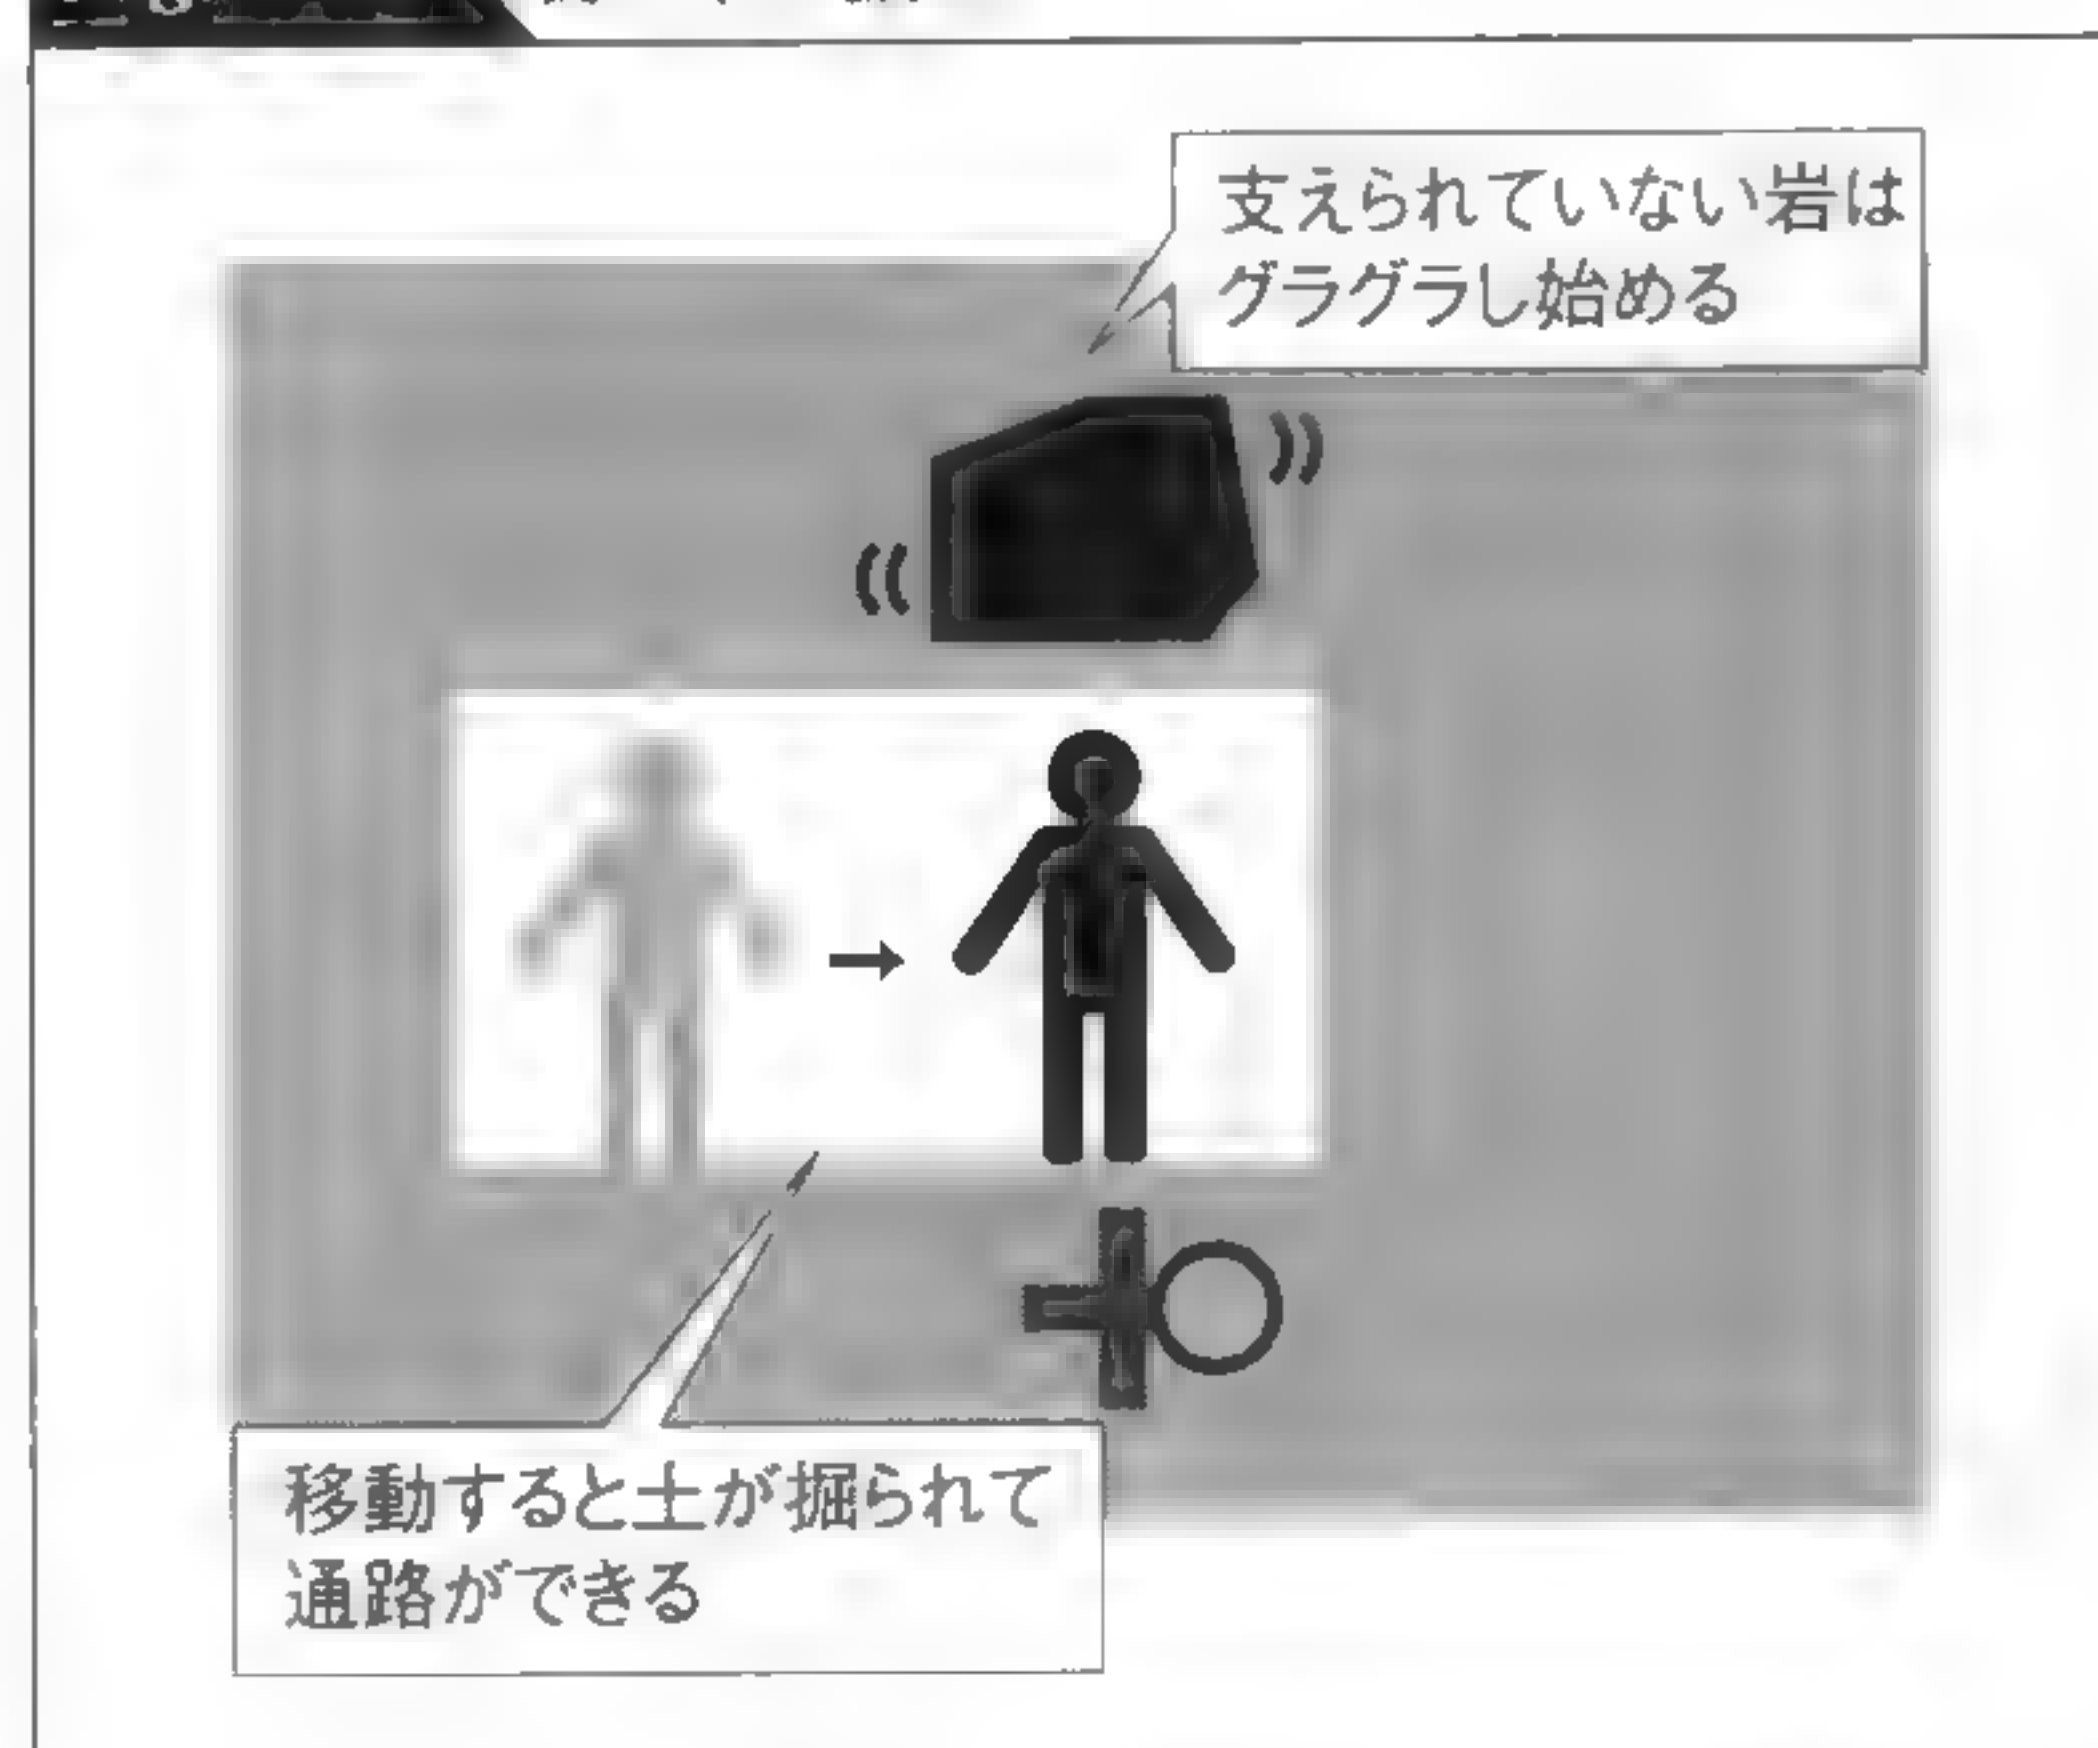 支えられていない岩は
グラグラし始める
移動すると土が掘られて
通路ができる